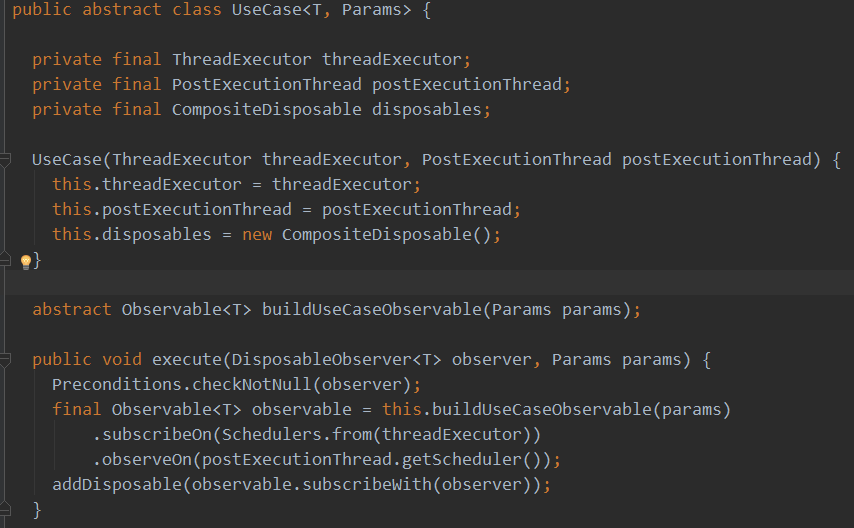 public abstract class UseCase<T, Params> {
private final ThreadExecutor threadExecutor;
private final PostExecutionThread postExecutionThread;
private final CompositeDisposable disposables;
UseCase(ThreadExecutor threadExecutor, PostExecutionThread postExecutionThread) {
this.threadExecutor = threadExecutor;
this.postExecutionThread = postExecutionThread;
this.disposables = new CompositeDisposable();
}
abstract Observable<T> buildUseCaseObservable(Params params);
public void execute(DisposableObserver<T> observer, Params params) {
Preconditions.checkNotNull(observer);
final Observable<T> observable = this.buildUseCaseObservable(params)
.subscribeOn(Schedulers.from(threadExecutor))
.observeOn(postExecutionThread.getScheduler());
addDisposable(observable.subscribeWith(observer));
}